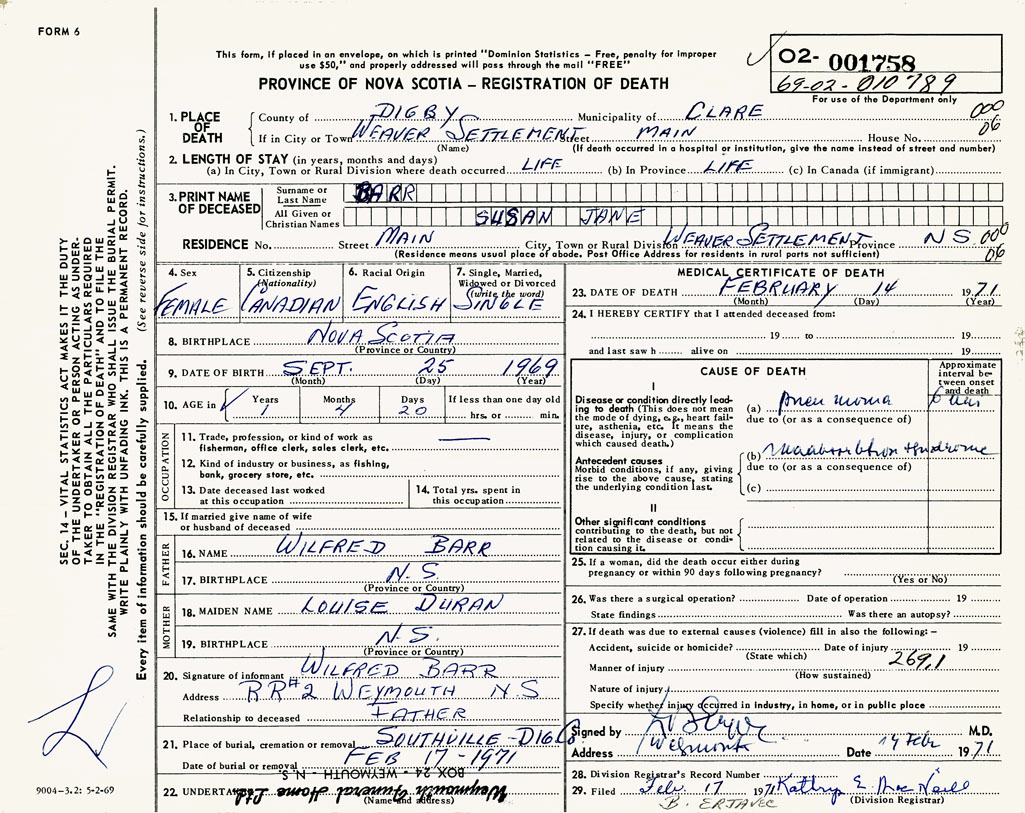 FORM 6
This form, if placed in an envelope, on which is printed "Dominion Statistics – Free, penalty for improper
use $50," and properly addressed will pass through the mail "FREE"
PROVINCE OF NOVA SCOTIA – REGISTRATION OF DEATH
02- 001758
69-02-010789
For use of the Department only
1. PLACE OF DEATH
County of DIGBY Municipality of CLARE 000
If in City or Town WEAVER SETTLEMENT Street MAIN House No. 06
(Name) (If death occurred in a hospital or institution, give the name instead of street and number)
2. LENGTH OF STAY (in years, months and days)
(a) In City, Town or Rural Division where death occurred LIFE (b) In Province LIFE (c) In Canada (if immigrant)
3. PRINT NAME OF DECEASED
Surname or Last Name BARR
All Given or Christian Names SUSAN JANE
RESIDENCE No. Street MAIN City, Town or Rural Division WEAVER SETTLEMENT Province N S 000
(Residence means usual place of abode. Post Office Address for residents in rural parts not sufficient) 06
4. Sex FEMALE
5. Citizenship (Nationality) CANADIAN
6. Racial Origin ENGLISH
7. Single, Married, Widowed or Divorced (write the word) SINGLE
8. BIRTHPLACE NOVA SCOTIA
(Province or Country)
9. DATE OF BIRTH SEPT. 25 1969
(Month) (Day) (Year)
10. AGE in Years 1 Months 4 Days 20 If less than one day old
hrs. or min.
OCCUPATION
11. Trade, profession, or kind of work as
fisherman, office clerk, sales clerk, etc.
12. Kind of industry or business, as fishing,
bank, grocery store, etc.
13. Date deceased last worked
at this occupation
14. Total yrs. spent in
this occupation
15. If married give name of wife
or husband of deceased
FATHER
16. NAME WILFRED BARR
17. BIRTHPLACE N.S.
(Province or Country)
MOTHER
18. MAIDEN NAME LOUISE DURAN
19. BIRTHPLACE N.S.
(Province or Country)
20. Signature of informant WILFRED BARR
Address RR#2 WEYMOUTH N S
Relationship to deceased FATHER
21. Place of burial, cremation or removal SOUTHVILLE - DIG Co
Date of burial or removal FEB 17-1971
22. UNDERTAK Weymouth Funeral Home Ltd.
BOX 24 - WEYMOUTH - N.S.
(Name and address)
MEDICAL CERTIFICATE OF DEATH
23. DATE OF DEATH FEBRUARY 14 1971
(Month) (Day) (Year)
24. I HEREBY CERTIFY that I attended deceased from:
19 to 19
and last saw h alive on 19
CAUSE OF DEATH
Approximate interval between onset and death
I
Disease or condition directly leading to death (This does not
mean the mode of dying, e.g., heart failure, asthenia, etc. It means the
disease, injury, or complication
which caused death.)
(a) Pneumonia
due to (or as a consequence of)
Antecedent causes
Morbid conditions, if any, giving
rise to the above cause, stating
the underlying condition last.
(b) Malabsorbtion Syndrome
due to (or as a consequence of)
(c)
II
Other significant conditions
contributing to the death, but not
related to the disease or condition causing it.
25. If a woman, did the death occur either during
pregnancy or within 90 days following pregnancy?
(Yes or No)
26. Was there a surgical operation? Date of operation 19
State findings Was there an autopsy?
27. If death was due to external causes (violence) fill in also the following: –
Accident, suicide or homicide? Date of injury 19
(State which) 269.1
Manner of injury
(How sustained)
Nature of injury
Specify whether injury occurred in industry, in home, or in public place
Signed by M.D.
Address Weymouth Date 14 Feb 1971
28. Division Registrar's Record Number
29. Filed Feb. 17 1971 Kathryn E. MacNeill
(Division Registrar)
B. ERJAVEC
SEC. 14 – VITAL STATISTICS ACT MAKES IT THE DUTY
OF THE UNDERTAKER OR PERSON ACTING AS UNDER-
TAKER TO OBTAIN ALL THE PARTICULARS REQUIRED
IN THE "REGISTRATION OF DEATH" AND TO FILE THE
SAME WITH THE DIVISION REGISTRAR WHO SHALL ISSUE THE BURIAL PERMIT.
WRITE PLAINLY WITH UNFADING INK. THIS IS A PERMANENT RECORD.
Every item of information should be carefully supplied. (See reverse side for instructions.)
9004-3.2: 5-2-69